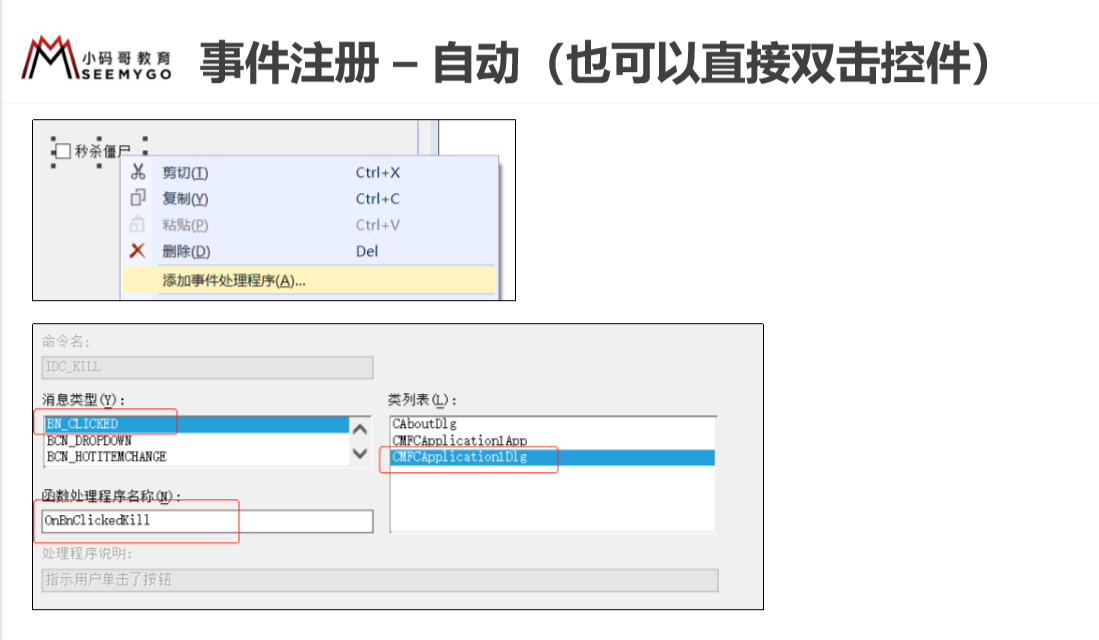 小码哥教育
SEEMYGO
事件注册 – 自动（也可以直接双击控件）
秒杀僵尸
剪切(T) Ctrl+X
复制(Y) Ctrl+C
粘贴(P) Ctrl+V
删除(D) Del
添加事件处理程序(A)...
命令名:
IDC_KILL
消息类型(Y):
BN_CLICKED
BCN_DROPDOWN
BCN_HOTITEMCHANGE
类列表(L):
CAboutDlg
CMFCApplication1App
CMFCApplication1Dlg
函数处理程序名称(N):
OnBnClickedKill
处理程序说明:
指示用户单击了按钮